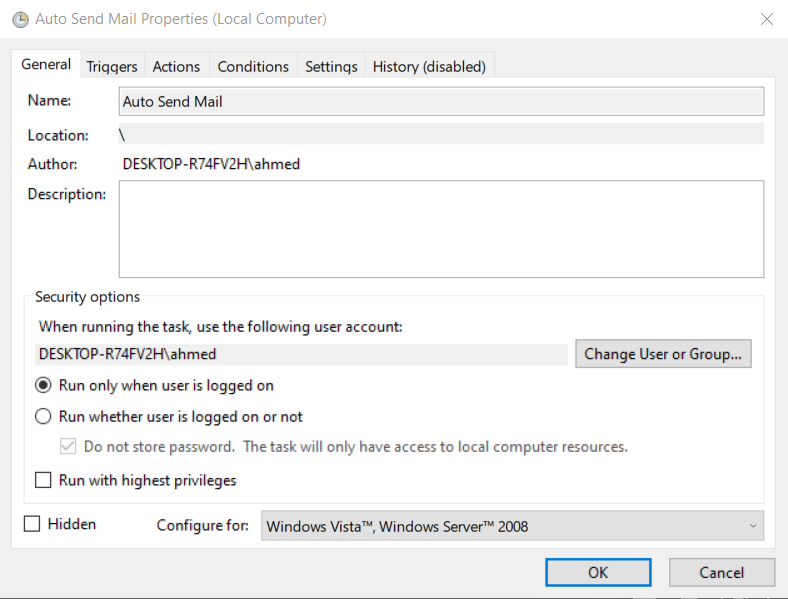 Auto Send Mail Properties (Local Computer)
General Triggers Actions Conditions Settings History (disabled)
Name: Auto Send Mail
Location: \
Author: DESKTOP-R74FV2H\ahmed
Description:
Security options
When running the task, use the following user account:
DESKTOP-R74FV2H\ahmed Change User or Group...
Run only when user is logged on
Run whether user is logged on or not
Do not store password. The task will only have access to local computer resources.
Run with highest privileges
Hidden Configure for: Windows Vista™, Windows Server™ 2008
OK Cancel